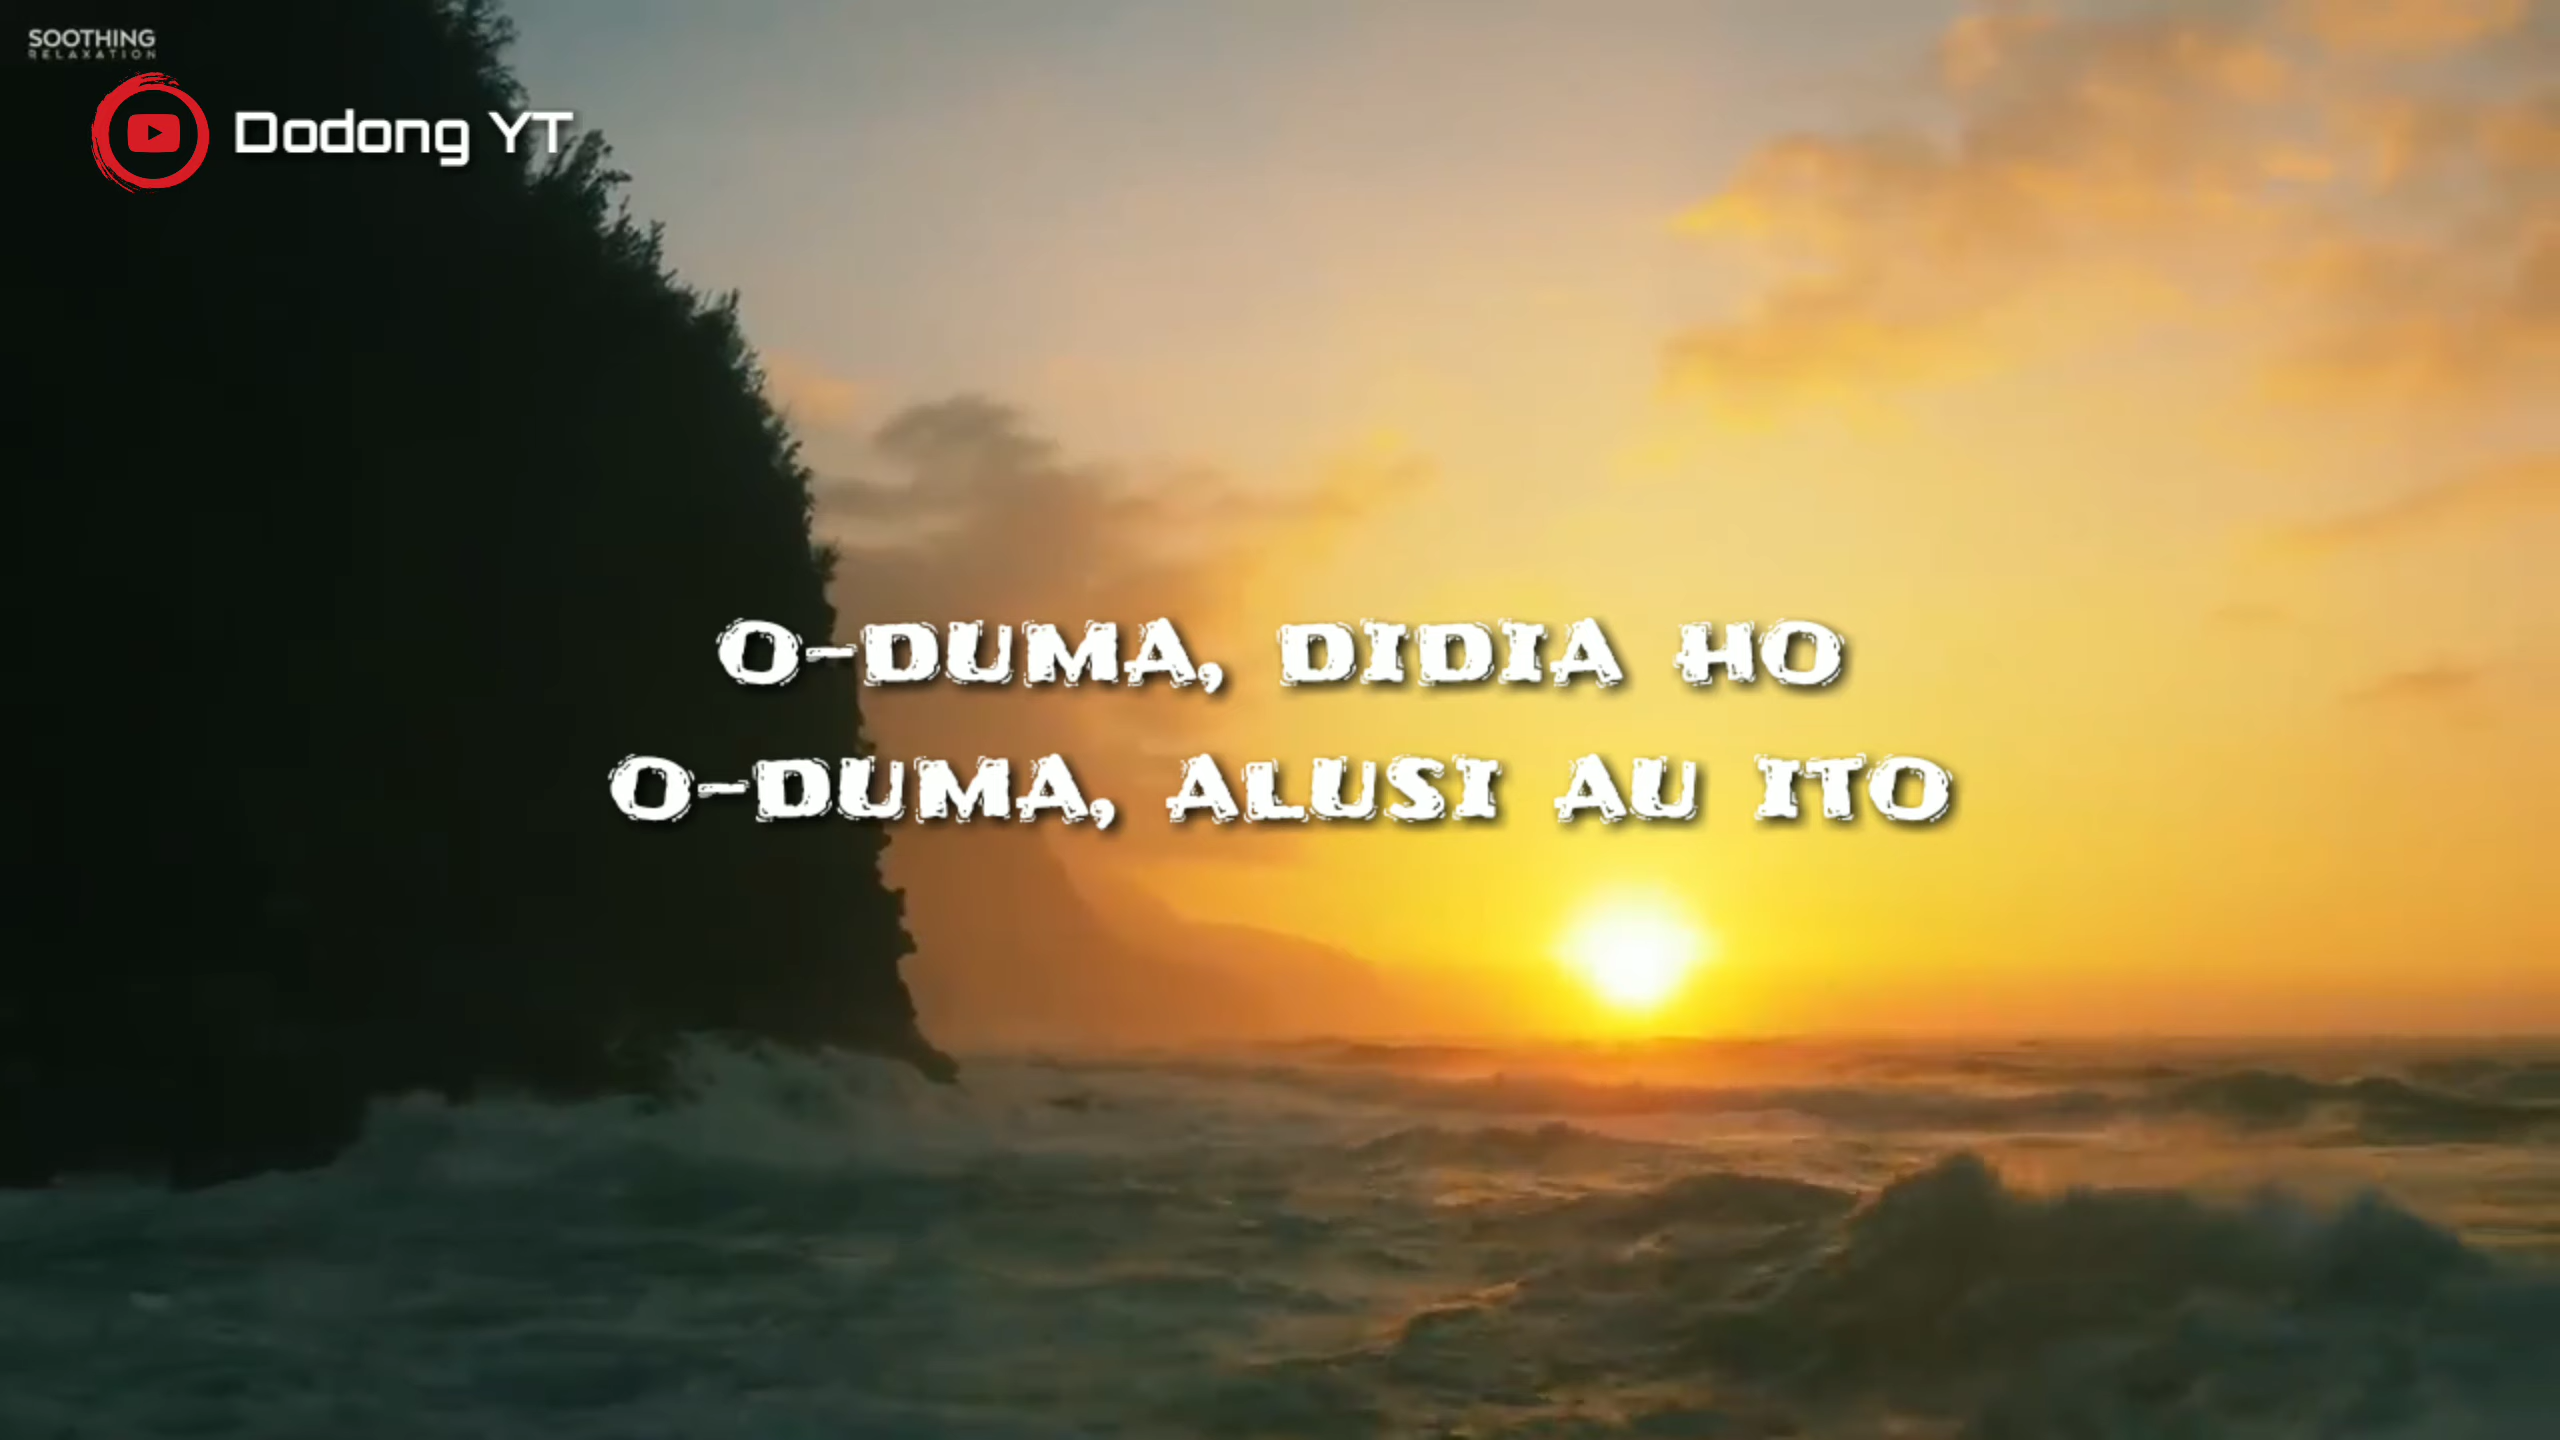 SOOTHING
RELAXATION
Dodong YT
O-DUMA, DIDIA HO
O-DUMA, ALUSI AU ITO